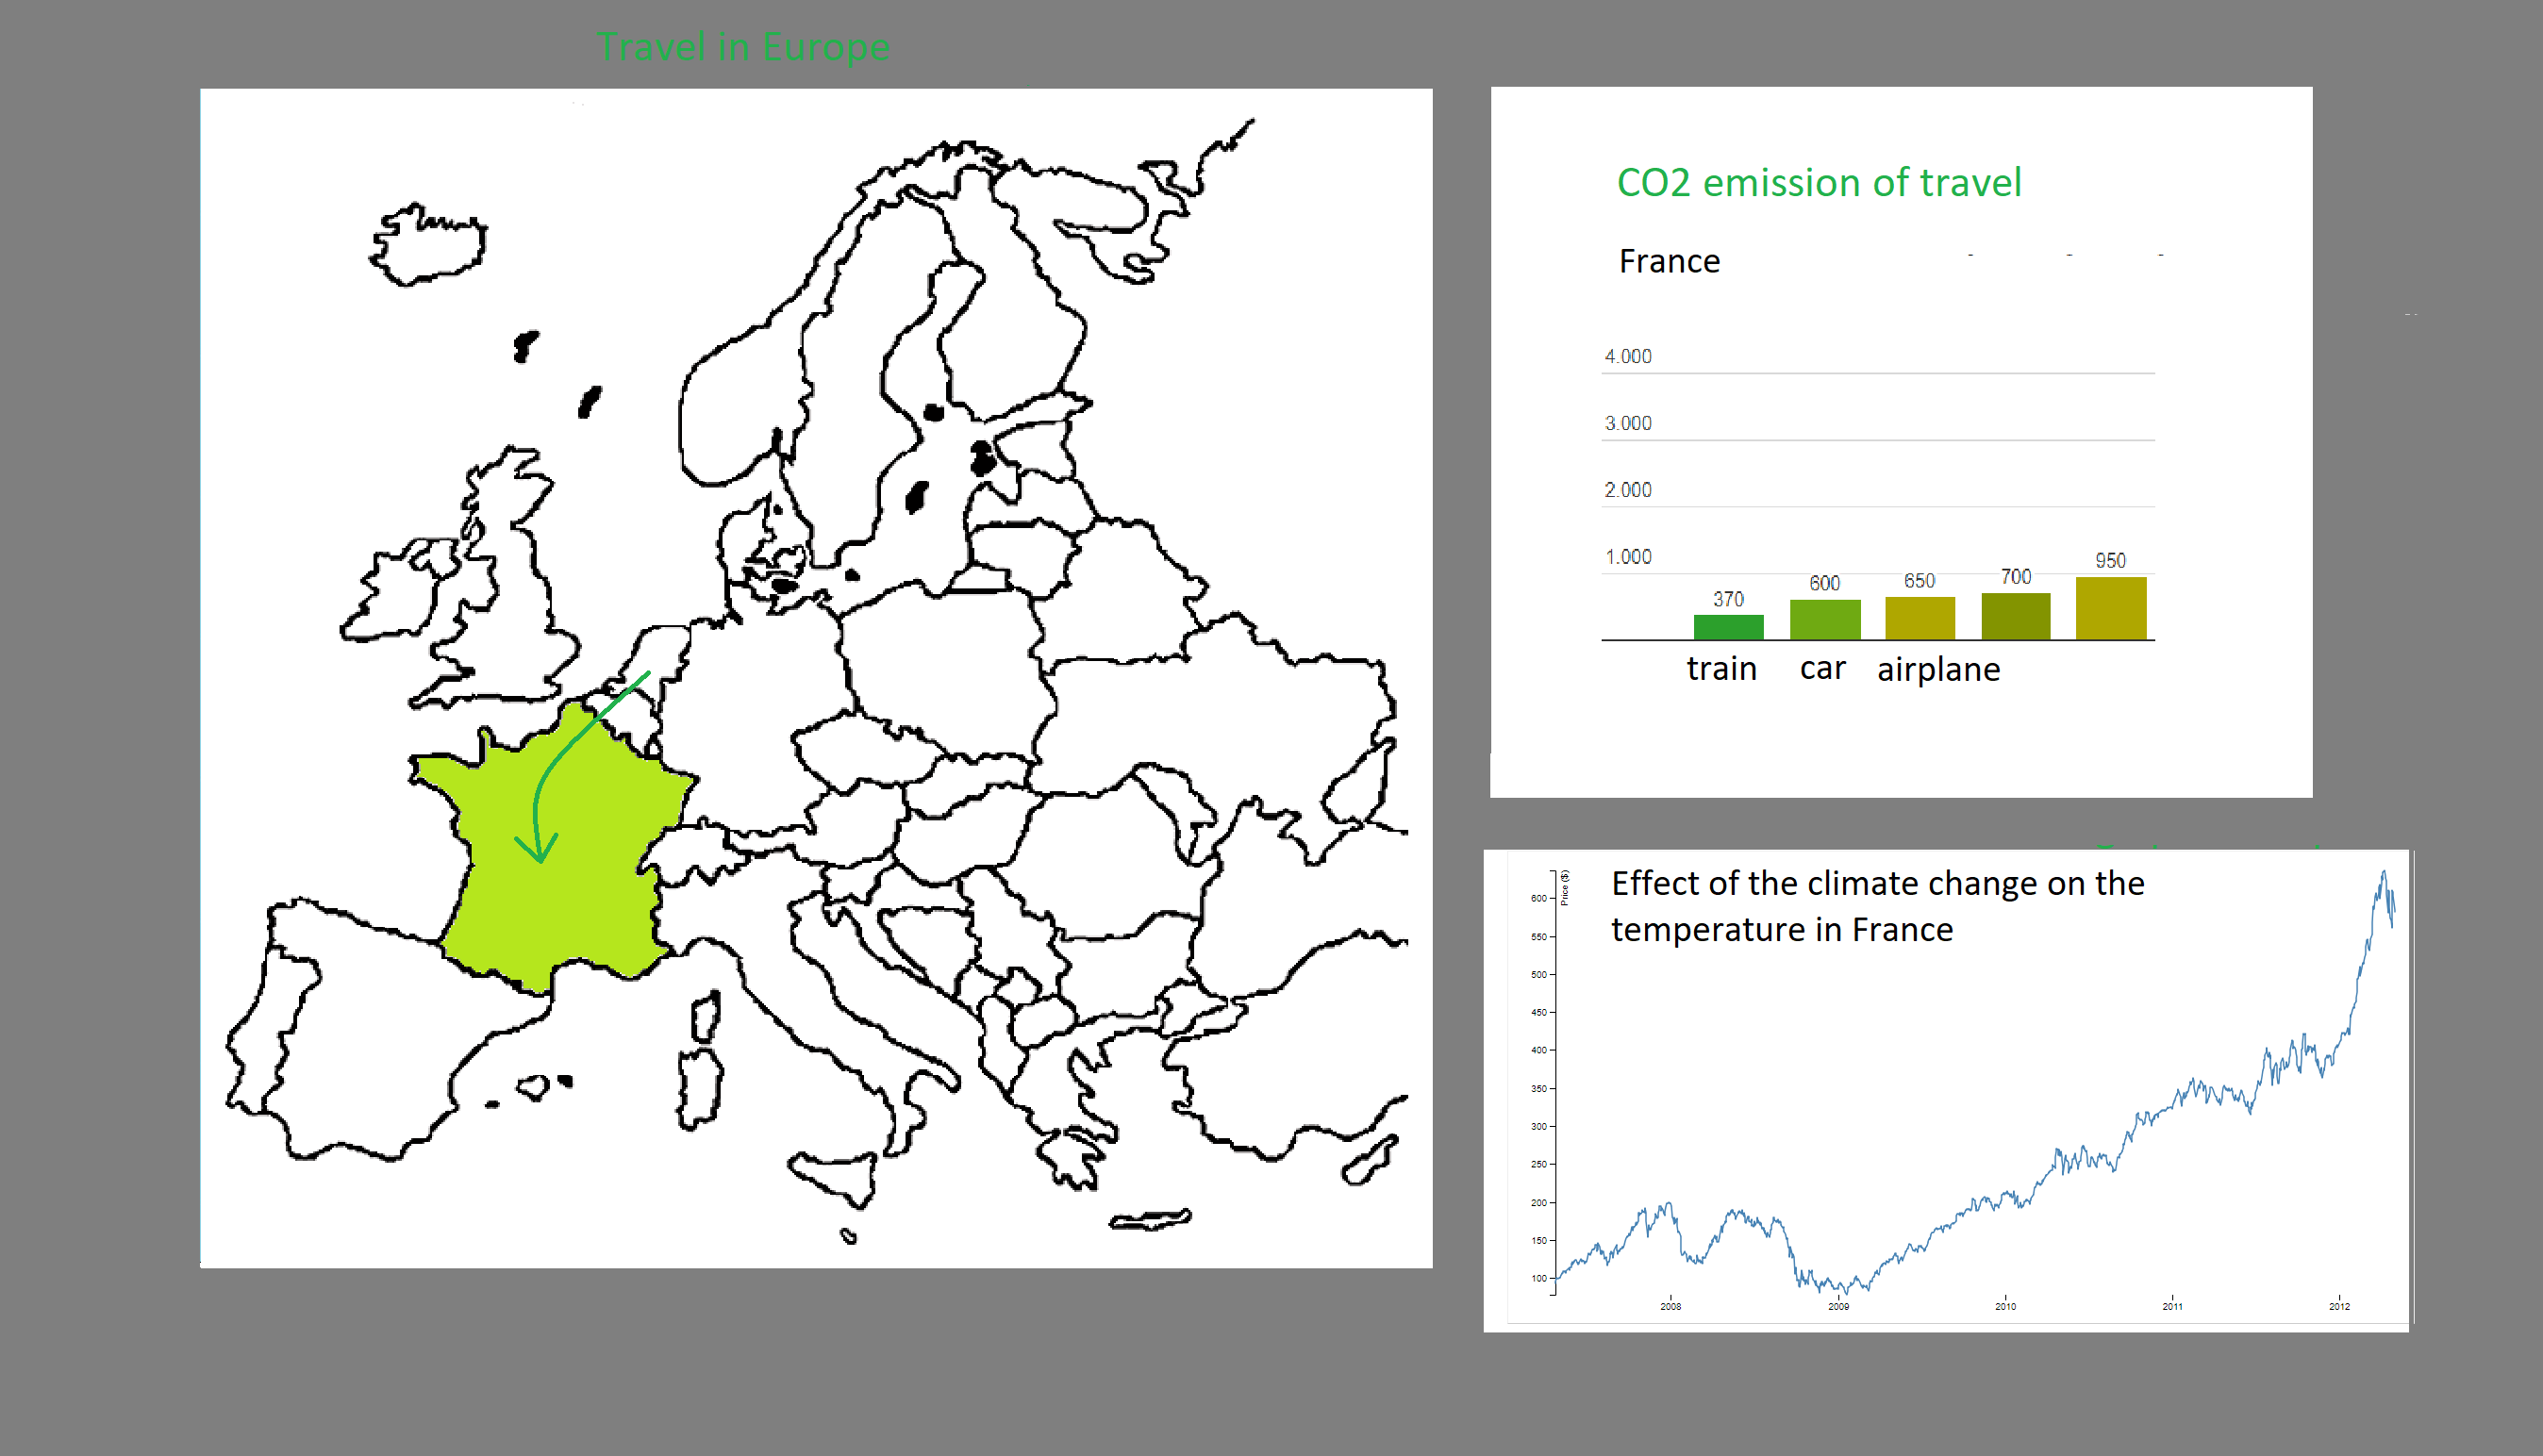 Travel in Europe
CO2 emission of travel
France
4.000
3.000
2.000
1.000
370
600
650
700
950
train
car
airplane
Effect of the climate change on the
temperature in France
Price ($)
600
550
500
450
400
350
300
250
200
150
100
2008
2009
2010
2011
2012